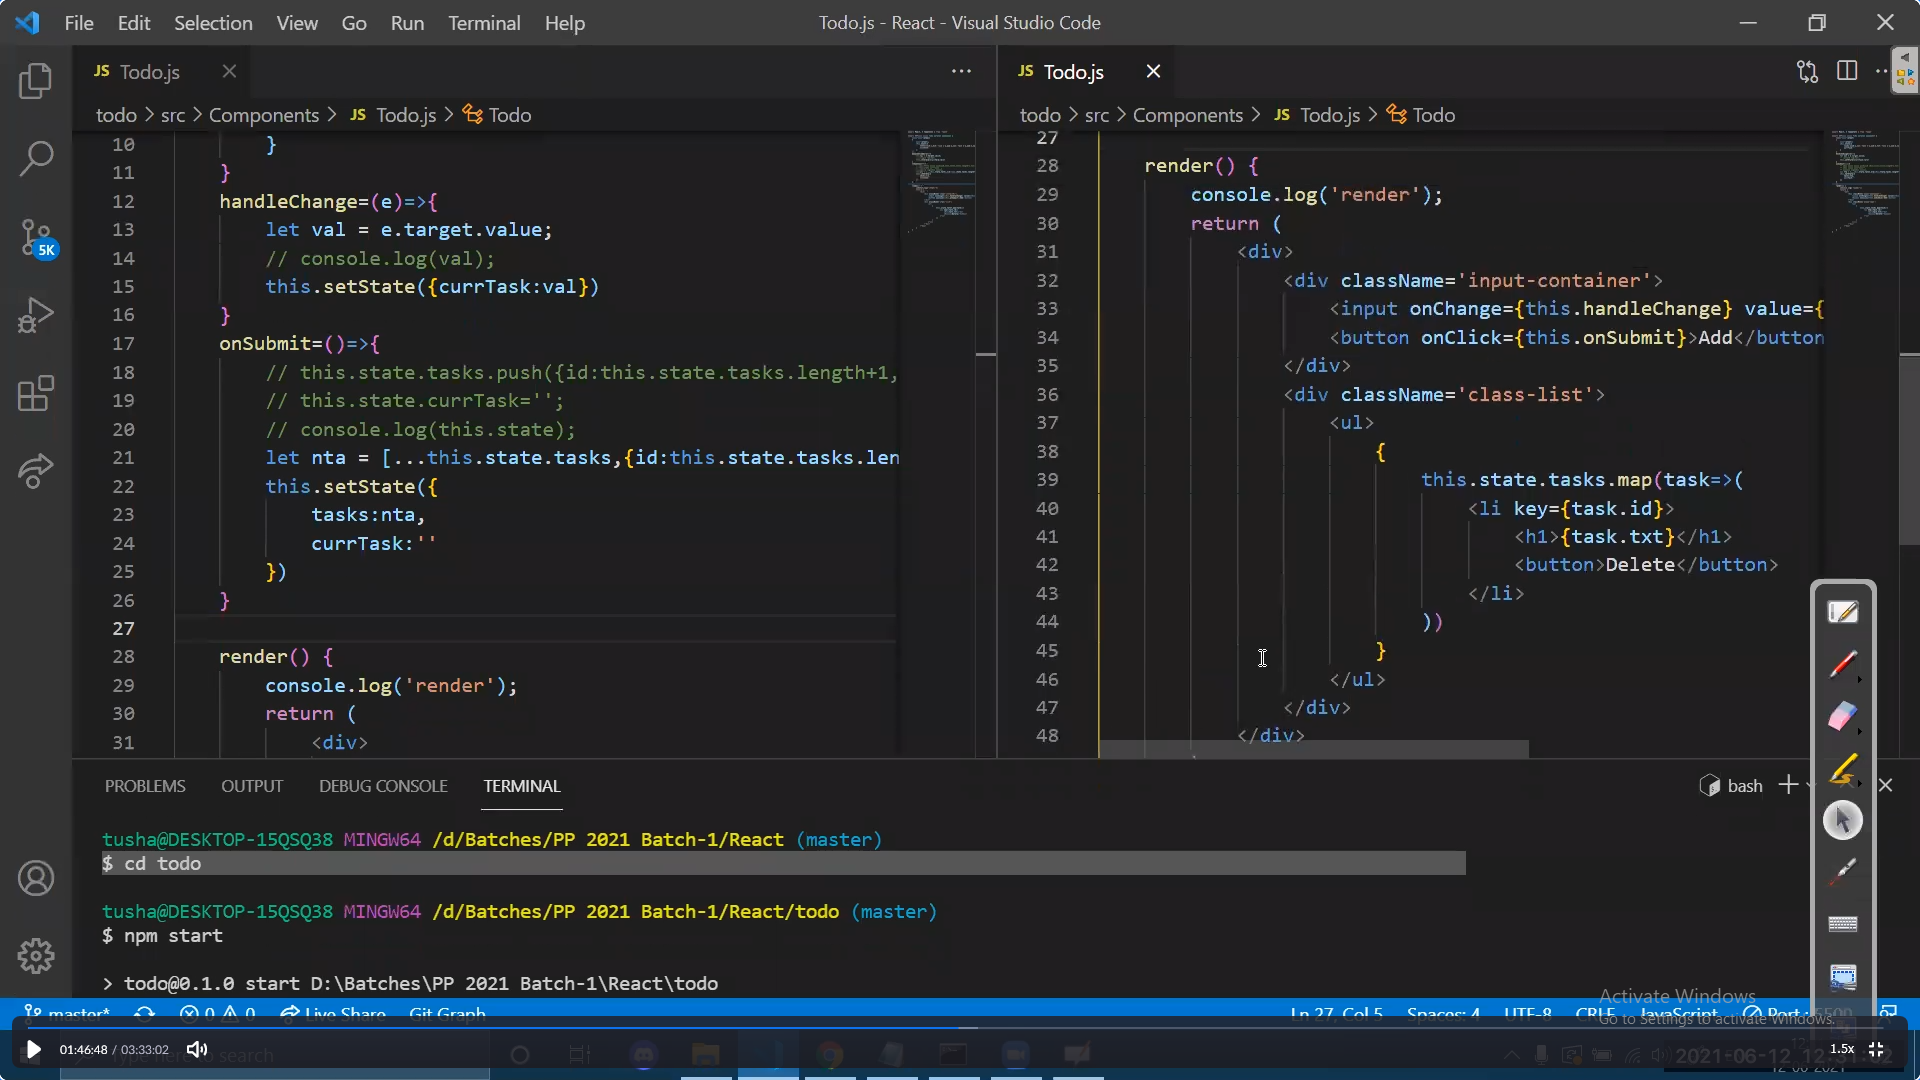 File Edit Selection View Go Run Terminal Help
Todo.js - React - Visual Studio Code
JS Todo.js
todo > src > Components > JS Todo.js > Todo
10 }
11 }
12 handleChange=(e)=>{
13 let val = e.target.value;
14 // console.log(val);
15 this.setState({currTask:val})
16 }
17 onSubmit=()=>{
18 // this.state.tasks.push({id:this.state.tasks.length+1,
19 // this.state.currTask='';
20 // console.log(this.state);
21 let nta = [...this.state.tasks,{id:this.state.tasks.len
22 this.setState({
23 tasks:nta,
24 currTask:''
25 })
26 }
27
28 render() {
29 console.log('render');
30 return (
31 <div>
JS Todo.js
todo > src > Components > JS Todo.js > Todo
27
28 render() {
29 console.log('render');
30 return (
31 <div>
32 <div className='input-container'>
33 <input onChange={this.handleChange} value={
34 <button onClick={this.onSubmit}>Add</button
35 </div>
36 <div className='class-list'>
37 <ul>
38 {
39 this.state.tasks.map(task=>(
40 <li key={task.id}>
41 <h1>{task.txt}</h1>
42 <button>Delete</button>
43 </li>
44 ))
45 }
46 </ul>
47 </div>
48 </div>
5K
PROBLEMS OUTPUT DEBUG CONSOLE TERMINAL
bash
tusha@DESKTOP-15QSQ38 MINGW64 /d/Batches/PP 2021 Batch-1/React (master)
$ cd todo
tusha@DESKTOP-15QSQ38 MINGW64 /d/Batches/PP 2021 Batch-1/React/todo (master)
$ npm start
> todo@0.1.0 start D:\Batches\PP 2021 Batch-1\React\todo
Activate Windows
Go to Settings to activate Windows.
master* 0 0 Live Share Git Graph
Ln 27, Col 5 Spaces: 4 UTF-8 CRLF JavaScript Port : 5500
01:46:48 / 03:33:02
here to search
1.5x